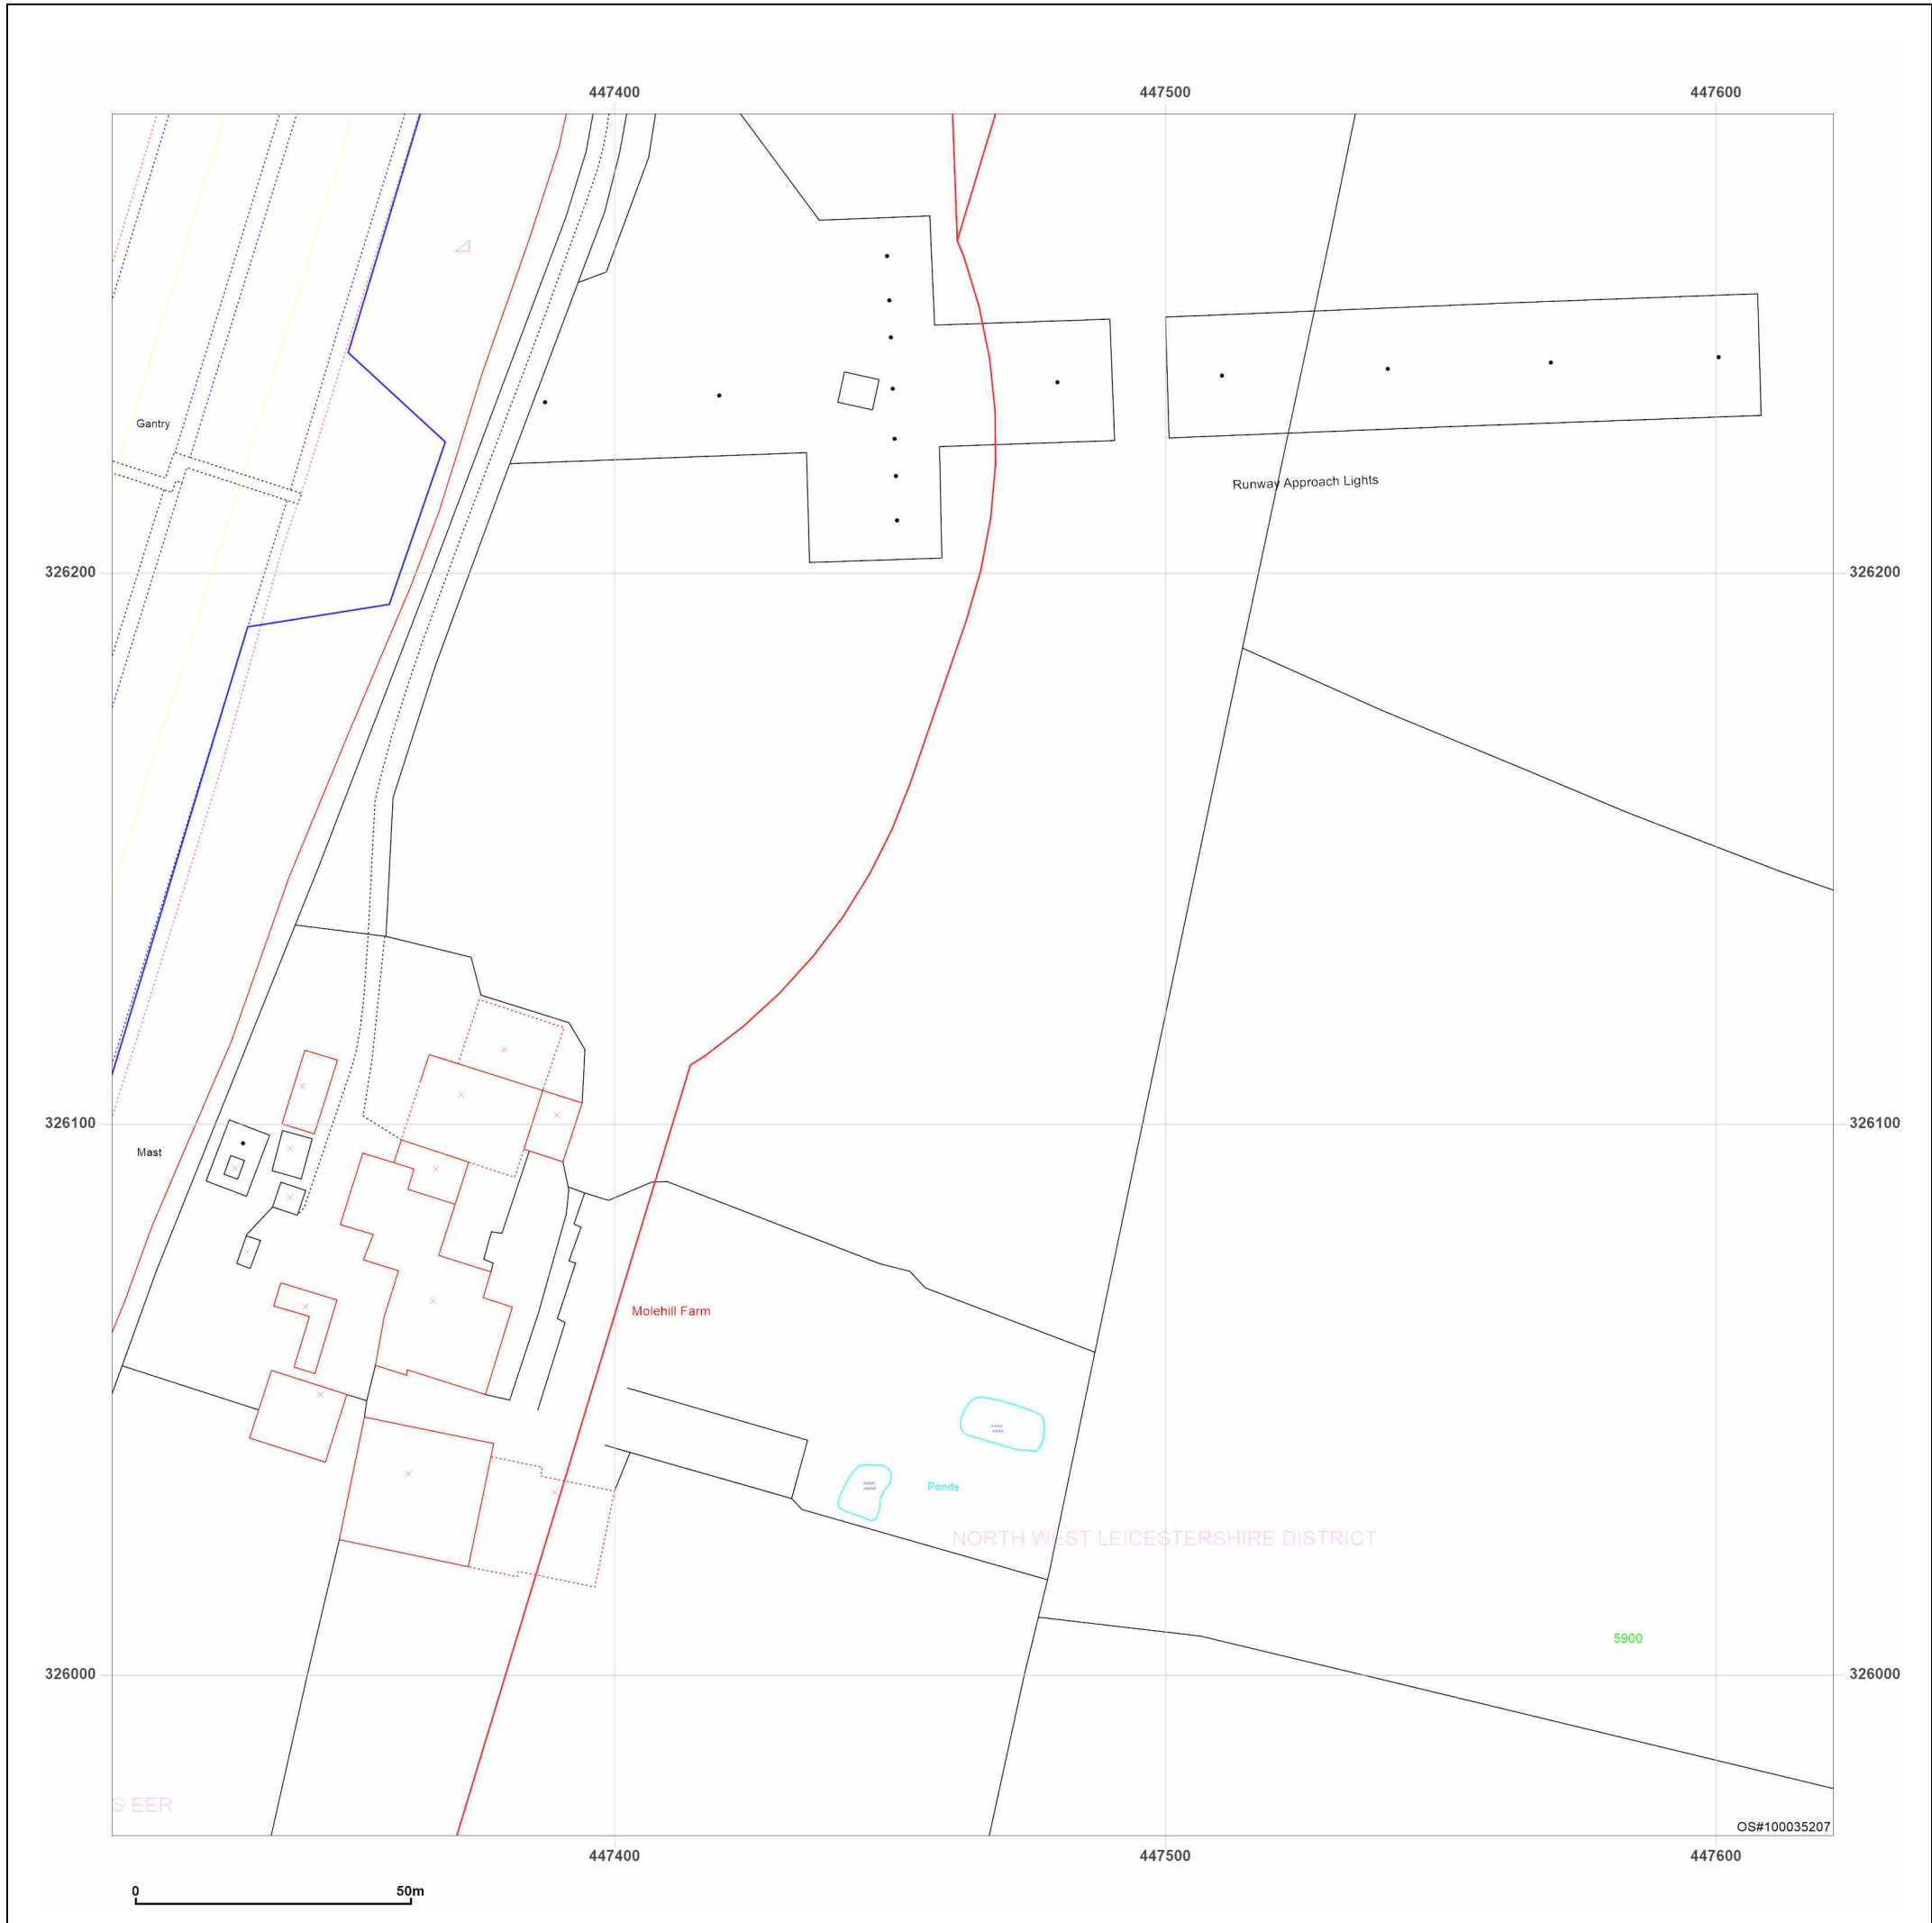 447400
447500
447600
Gantry
Runway Approach Lights
326200
326200
326100
326100
Mast
Molehill Farm
Ponds
NORTH WEST LEICESTERSHIRE DISTRICT
5900
326000
326000
S EER
OS#100035207
447400
447500
447600
0
50m